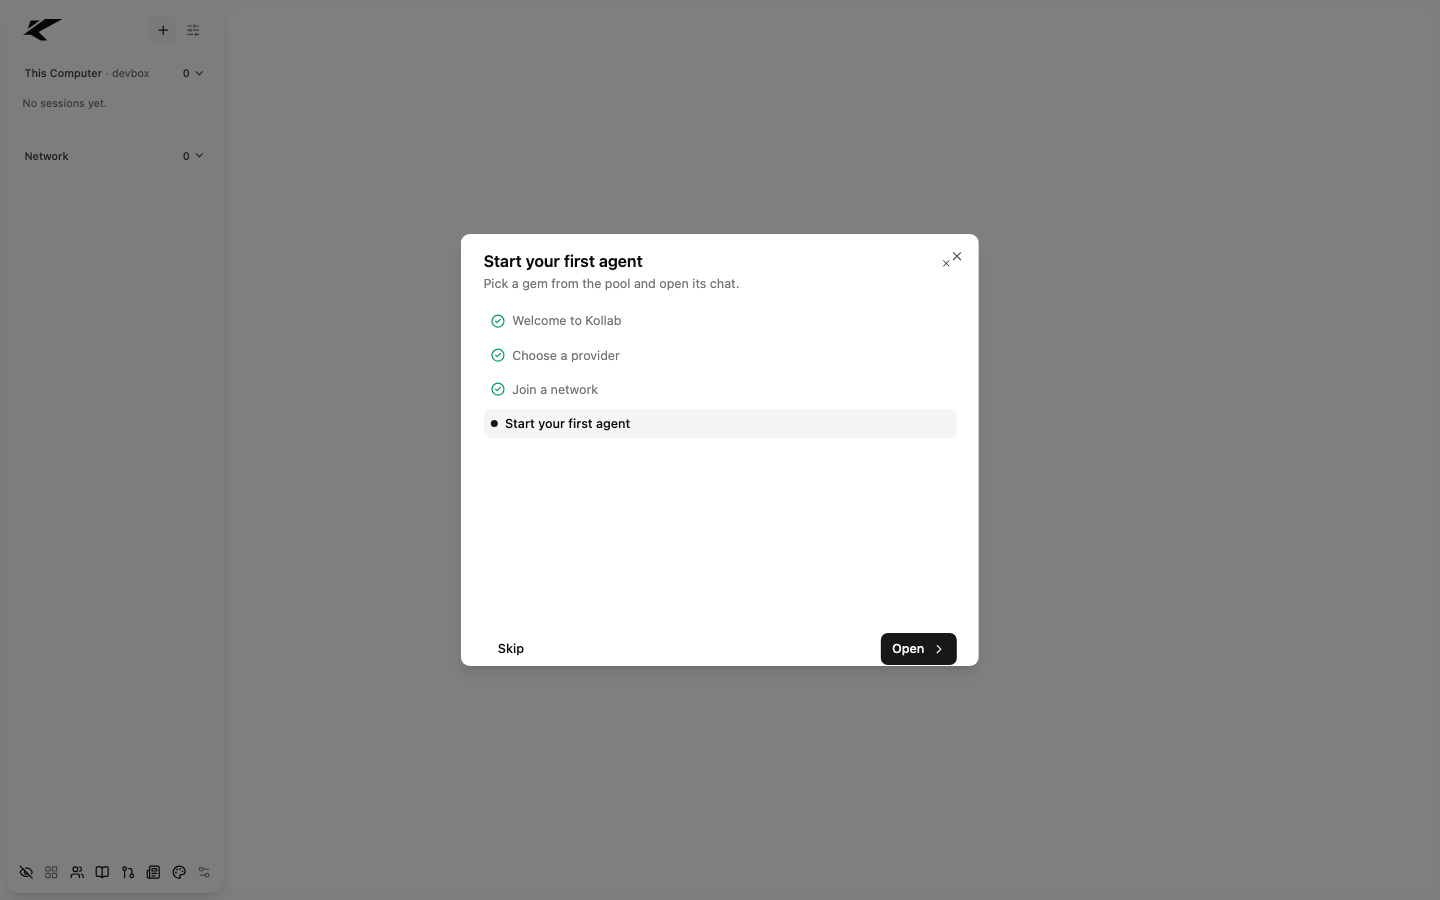 This Computer · devbox 0
No sessions yet.
Network 0
Start your first agent
Pick a gem from the pool and open its chat.
Welcome to Kollab
Choose a provider
Join a network
Start your first agent
Skip
Open